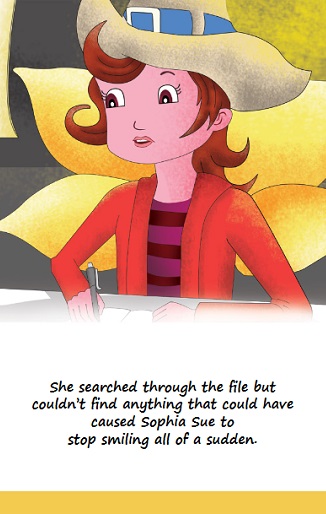 She searched through the file but
couldn't find anything that could have
caused Sophia Sue to
stop smiling all of a sudden.